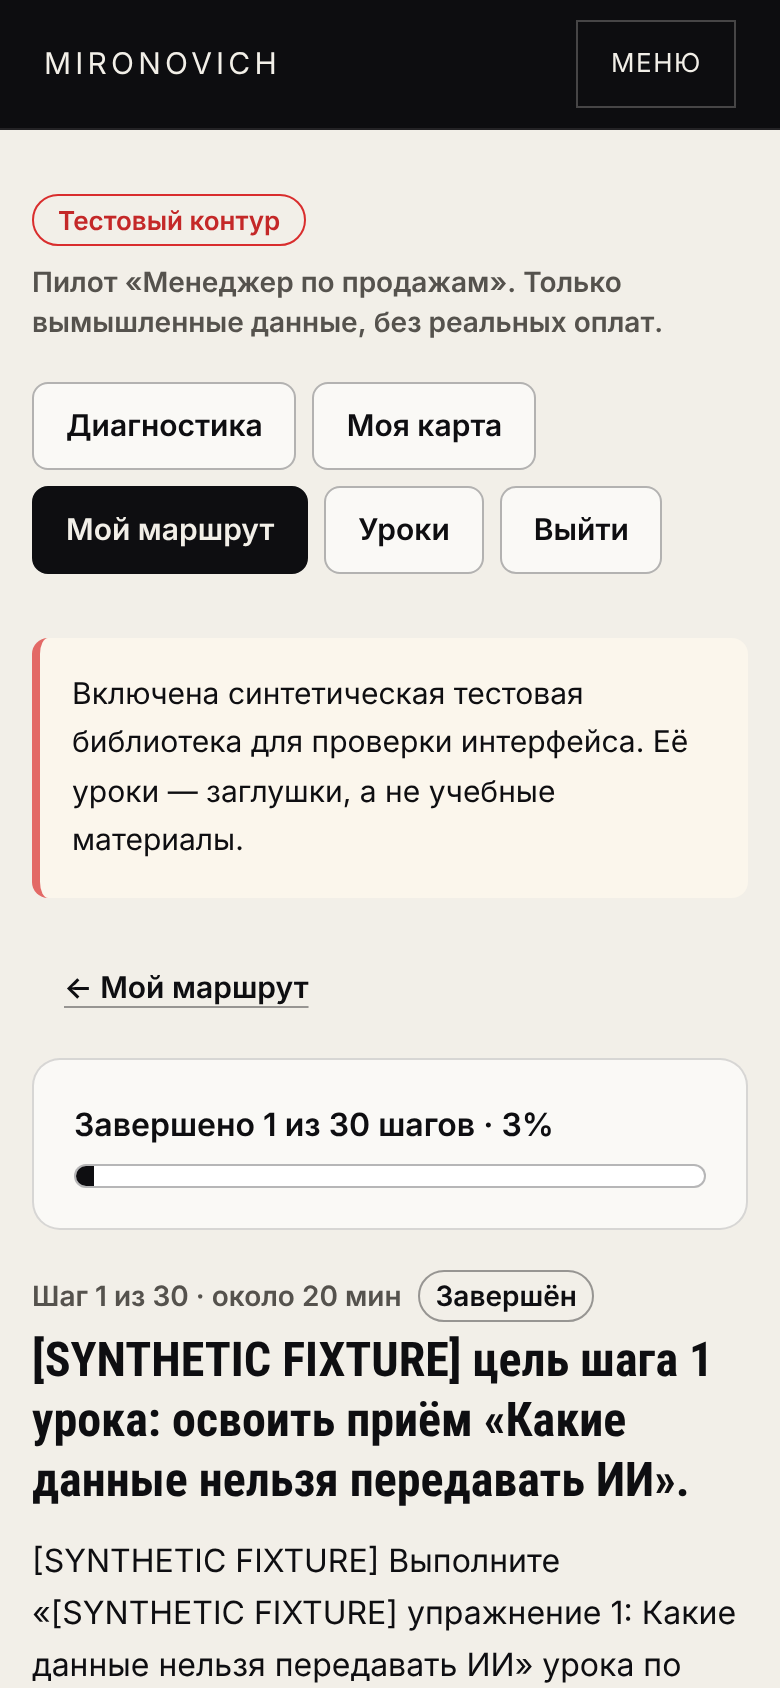 MIRONOVICH
МЕНЮ
Тестовый контур
Пилот «Менеджер по продажам». Только
вымышленные данные, без реальных оплат.
Диагностика
Моя карта
Мой маршрут
Уроки
Выйти
Включена синтетическая тестовая
библиотека для проверки интерфейса. Её
уроки — заглушки, а не учебные
материалы.
← Мой маршрут
Завершено 1 из 30 шагов · 3%
Шаг 1 из 30 · около 20 мин
Завершён
[SYNTHETIC FIXTURE] цель шага 1
урока: освоить приём «Какие
данные нельзя передавать ИИ».
[SYNTHETIC FIXTURE] Выполните
«[SYNTHETIC FIXTURE] упражнение 1: Какие
данные нельзя передавать ИИ» урока по